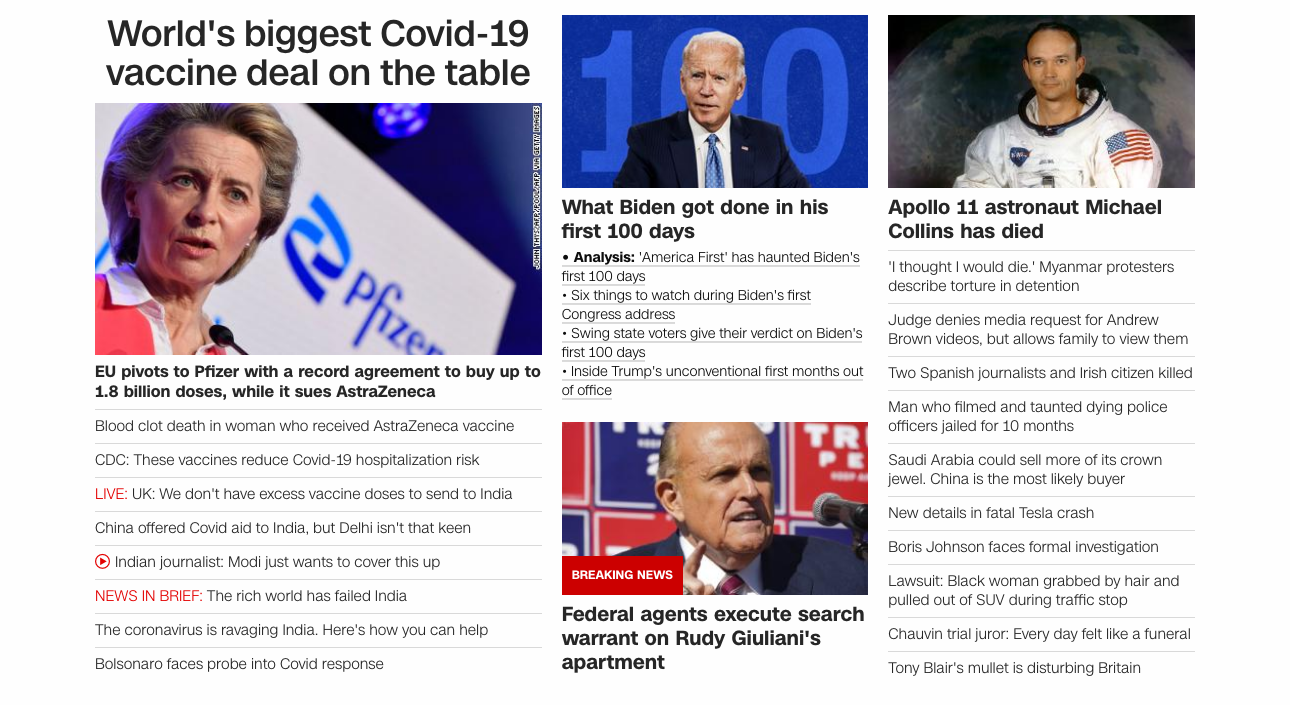 World's biggest Covid-19
vaccine deal on the table
JOHN THYS/AFP/POOL/AFP VIA GETTY IMAGES
pfizer
EU pivots to Pfizer with a record agreement to buy up to
1.8 billion doses, while it sues AstraZeneca
Blood clot death in woman who received AstraZeneca vaccine
CDC: These vaccines reduce Covid-19 hospitalization risk
LIVE: UK: We don't have excess vaccine doses to send to India
China offered Covid aid to India, but Delhi isn't that keen
Indian journalist: Modi just wants to cover this up
NEWS IN BRIEF: The rich world has failed India
The coronavirus is ravaging India. Here's how you can help
Bolsonaro faces probe into Covid response
100
What Biden got done in his
first 100 days
• Analysis: 'America First' has haunted Biden's
first 100 days
• Six things to watch during Biden's first
Congress address
• Swing state voters give their verdict on Biden's
first 100 days
• Inside Trump's unconventional first months out
of office
BREAKING NEWS
Federal agents execute search
warrant on Rudy Giuliani's
apartment
Apollo 11 astronaut Michael
Collins has died
'I thought I would die.' Myanmar protesters
describe torture in detention
Judge denies media request for Andrew
Brown videos, but allows family to view them
Two Spanish journalists and Irish citizen killed
Man who filmed and taunted dying police
officers jailed for 10 months
Saudi Arabia could sell more of its crown
jewel. China is the most likely buyer
New details in fatal Tesla crash
Boris Johnson faces formal investigation
Lawsuit: Black woman grabbed by hair and
pulled out of SUV during traffic stop
Chauvin trial juror: Every day felt like a funeral
Tony Blair's mullet is disturbing Britain